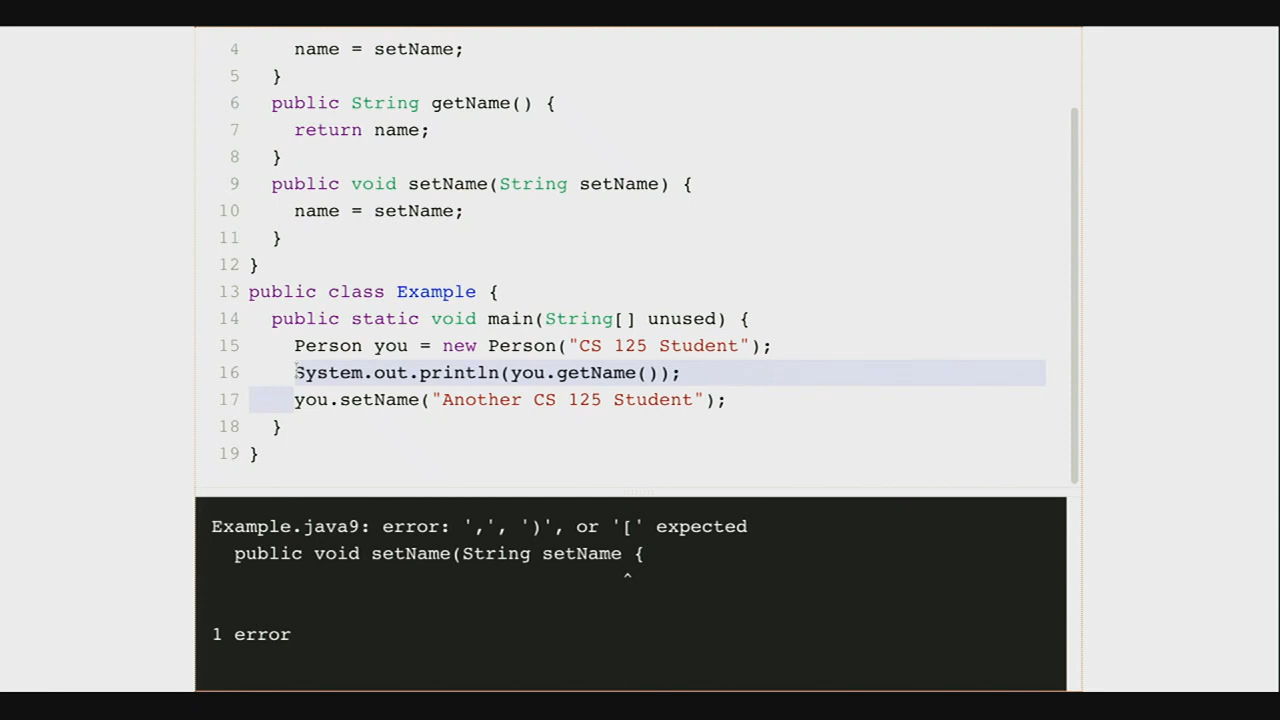 4 name = setName;
5 }
6 public String getName() {
7 return name;
8 }
9 public void setName(String setName) {
10 name = setName;
11 }
12 }
13 public class Example {
14 public static void main(String[] unused) {
15 Person you = new Person("CS 125 Student");
16 System.out.println(you.getName());
17 you.setName("Another CS 125 Student");
18 }
19 }
Example.java9: error: ',', ')', or '[' expected
public void setName(String setName {
^
1 error